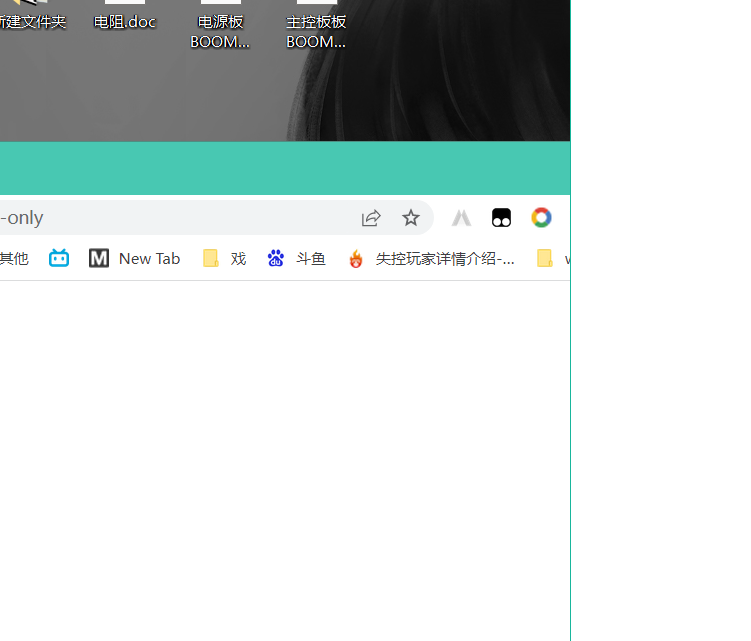 新建文件夹
电阻.doc
电源板
BOOM...
主控板板
BOOM...
-only
其他
M
New Tab
戏
斗鱼
失控玩家详情介绍-...
w